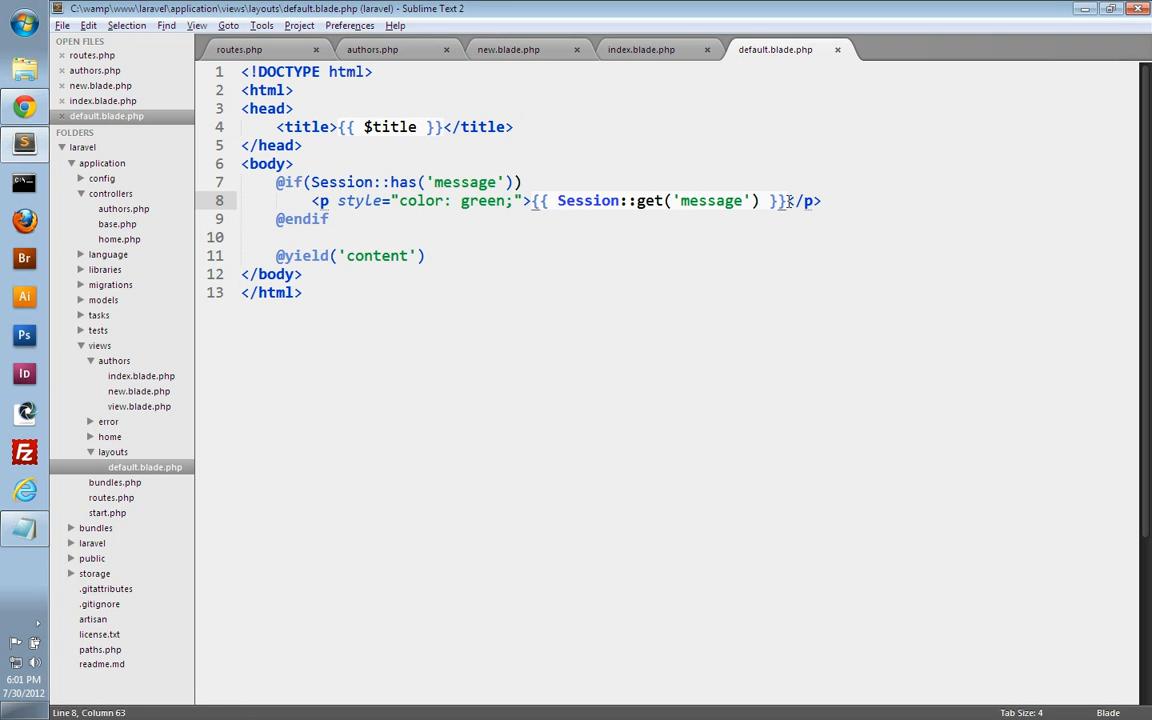 C:\wamp\www\laravel\application\views\layouts\default.blade.php (laravel) - Sublime Text 2
File Edit Selection Find View Goto Tools Project Preferences Help
OPEN FILES
routes.php
authors.php
new.blade.php
index.blade.php
default.blade.php
FOLDERS
laravel
application
config
controllers
authors.php
base.php
home.php
language
libraries
migrations
models
tasks
tests
views
authors
index.blade.php
new.blade.php
view.blade.php
error
home
layouts
default.blade.php
bundles.php
routes.php
start.php
bundles
laravel
public
storage
.gitattributes
.gitignore
artisan
license.txt
paths.php
readme.md
routes.php authors.php new.blade.php index.blade.php default.blade.php
1 <!DOCTYPE html>
2 <html>
3 <head>
4 <title>{{ $title }}</title>
5 </head>
6 <body>
7 @if(Session::has('message'))
8 <p style="color: green;">{{ Session::get('message') }}</p>
9 @endif
10
11 @yield('content')
12 </body>
13 </html>
Br
Ai
Ps
Id
Fz
6:01 PM
7/30/2012
Line 8, Column 63
Tab Size: 4
Blade